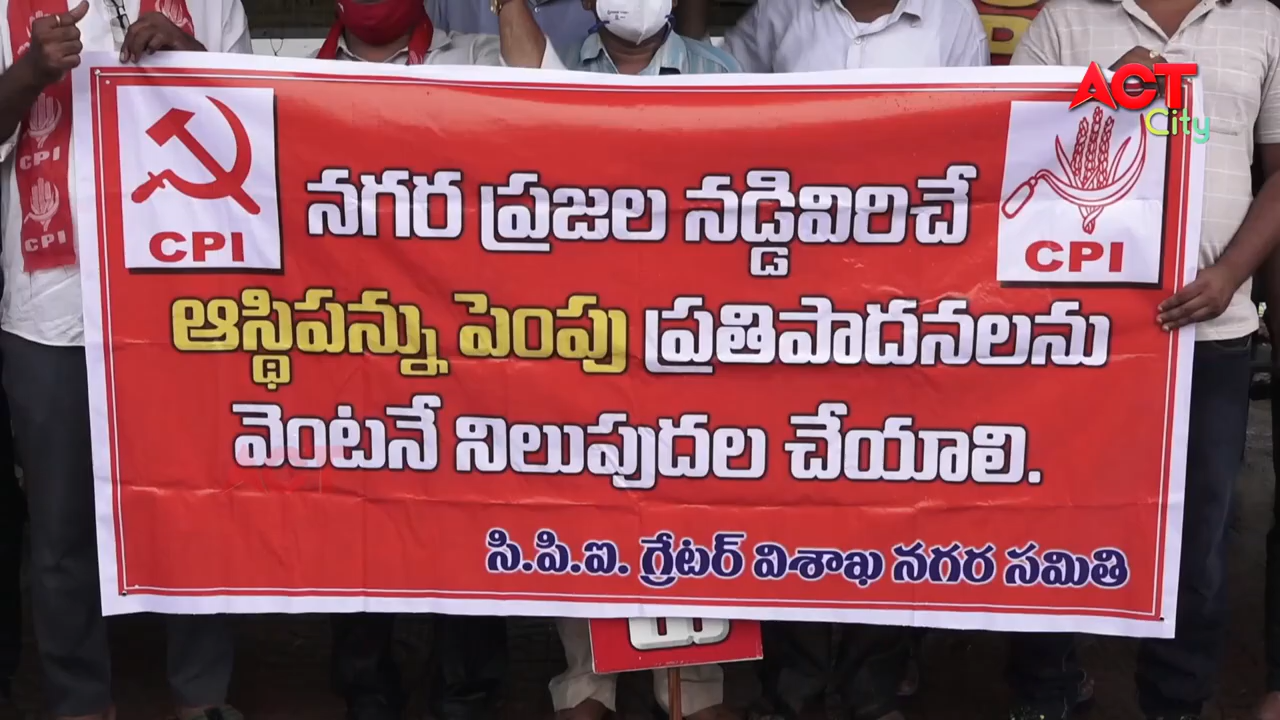 ACT
City
CPI
CPI
CPI
CPI
నగర ప్రజల నడ్డివిరిచే
ఆస్థిపన్ను పెంపు ప్రతిపాదనలను
వెంటనే నిలుపుదల చేయాలి.
సి.పి.ఐ. గ్రేటర్ విశాఖ నగర సమితి